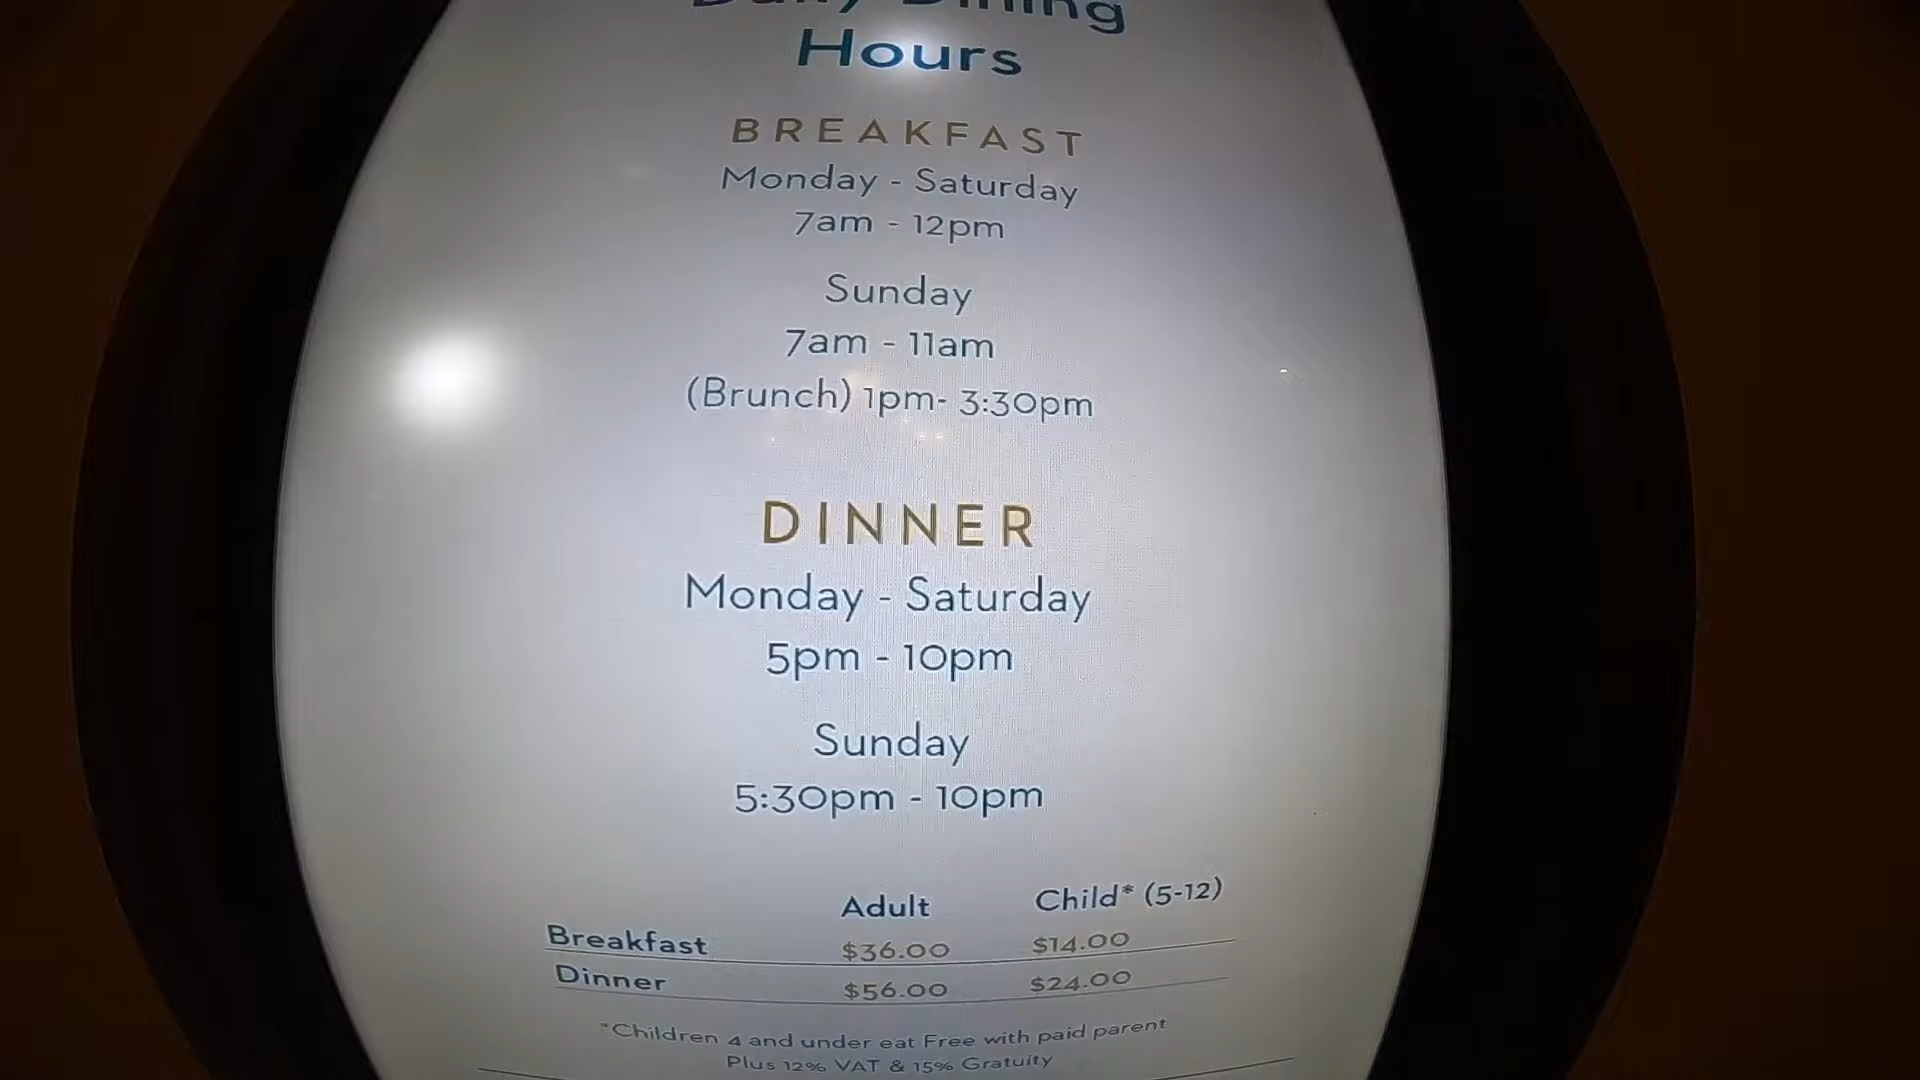 Daily Dining
Hours
BREAKFAST
Monday - Saturday
7am - 12pm
Sunday
7am - 11am
(Brunch) 1pm- 3:30pm
DINNER
Monday - Saturday
5pm - 10pm
Sunday
5:30pm - 10pm
Adult Child* (5-12)
Breakfast $36.00 $14.00
Dinner $56.00 $24.00
*Children 4 and under eat Free with paid parent
Plus 12% VAT & 15% Gratuity